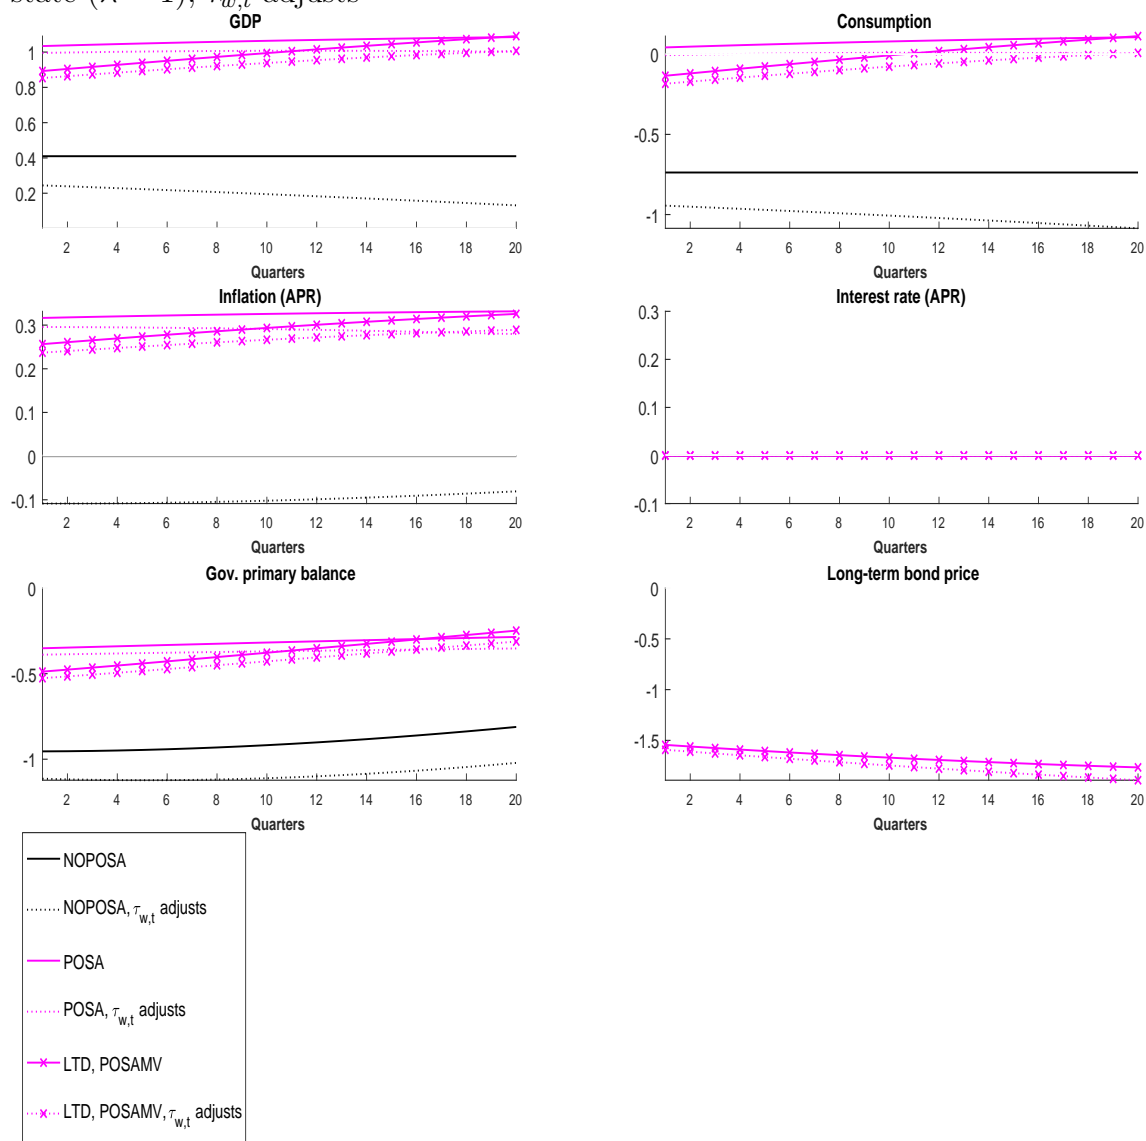 GDP
Consumption
1
0.8
0.6
0.4
0.2
2 4 6 8 10 12 14 16 18 20
Quarters
0
-0.5
-1
2 4 6 8 10 12 14 16 18 20
Quarters
Inflation (APR)
Interest rate (APR)
0.3
0.2
0.1
0
-0.1
2 4 6 8 10 12 14 16 18 20
Quarters
0.3
0.2
0.1
0
-0.1
2 4 6 8 10 12 14 16 18 20
Quarters
Gov. primary balance
Long-term bond price
0
-0.5
-1
2 4 6 8 10 12 14 16 18 20
Quarters
0
-0.5
-1
-1.5
2 4 6 8 10 12 14 16 18 20
Quarters
NOPOSA
NOPOSA, τw,t adjusts
POSA
POSA, τw,t adjusts
LTD, POSAMV
LTD, POSAMV, τw,t adjusts